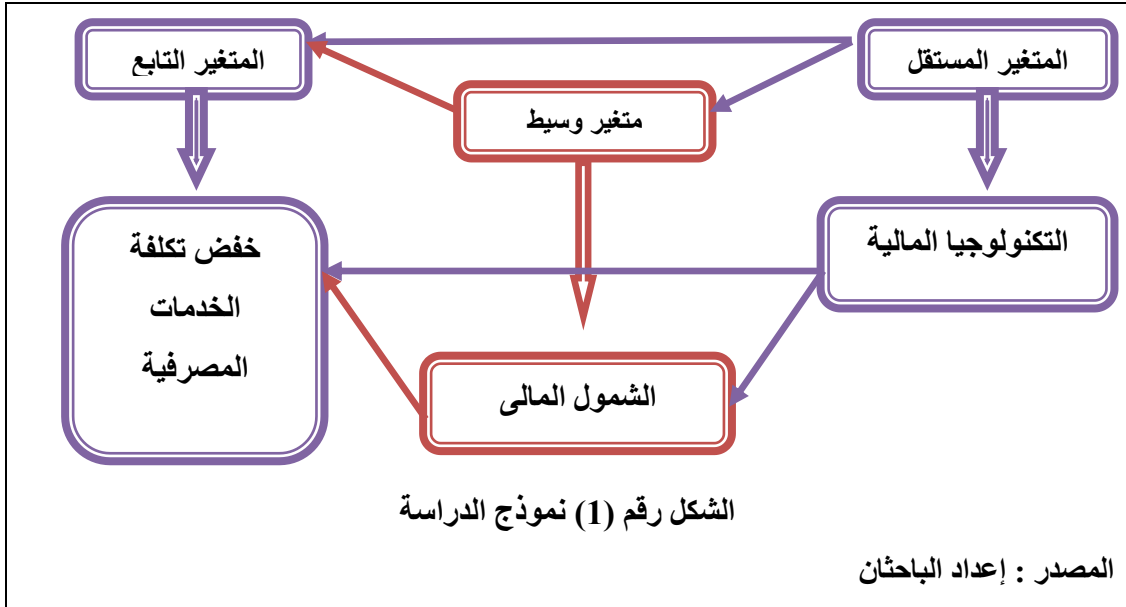 المتغير المستقل
المتغير التابع
متغير وسيط
التكنولوجيا المالية
خفض تكلفة
الخدمات
المصرفية
الشمول المالى
الشكل رقم (1) نموذج الدراسة
المصدر : إعداد الباحثان